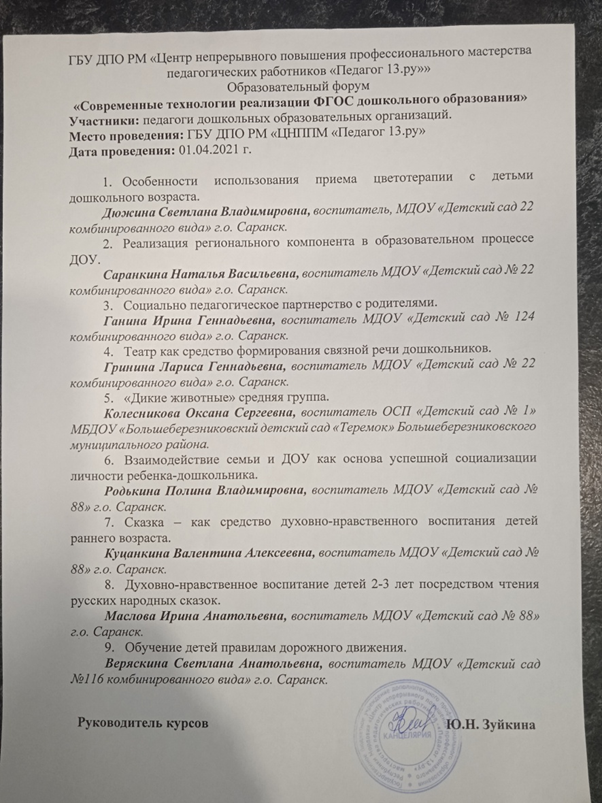 ГБУ ДПО РМ «Центр непрерывного повышения профессионального мастерства
педагогических работников «Педагог 13.ру»»
Образовательный форум
«Современные технологии реализации ФГОС дошкольного образования»
Участники: педагоги дошкольных образовательных организаций.
Место проведения: ГБУ ДПО РМ «ЦНППМ «Педагог 13.ру»
Дата проведения: 01.04.2021 г.
1. Особенности использования приема цветотерапии с детьми
дошкольного возраста.
Дюжина Светлана Владимировна, воспитатель, МДОУ «Детский сад 22
комбинированного вида» г.о. Саранск.
2. Реализация регионального компонента в образовательном процессе
ДОУ.
Саранкина Наталья Васильевна, воспитатель МДОУ «Детский сад № 22
комбинированного вида» г.о. Саранск.
3. Социально педагогическое партнерство с родителями.
Ганина Ирина Геннадьевна, воспитатель МДОУ «Детский сад № 124
комбинированного вида» г.о. Саранск.
4. Театр как средство формирования связной речи дошкольников.
Гринина Лариса Геннадьевна, воспитатель МДОУ «Детский сад № 22
комбинированного вида» г.о. Саранск.
5. «Дикие животные» средняя группа.
Колесникова Оксана Сергеевна, воспитатель ОСП «Детский сад № 1»
МБДОУ «Большеберезниковский детский сад «Теремок» Большеберезниковского
муниципального района.
6. Взаимодействие семьи и ДОУ как основа успешной социализации
личности ребенка-дошкольника.
Родькина Полина Владимировна, воспитатель МДОУ «Детский сад №
88» г.о. Саранск.
7. Сказка – как средство духовно-нравственного воспитания детей
раннего возраста.
Куцанкина Валентина Алексеевна, воспитатель МДОУ «Детский сад №
88» г.о. Саранск.
8. Духовно-нравственное воспитание детей 2-3 лет посредством чтения
русских народных сказок.
Маслова Ирина Анатольевна, воспитатель МДОУ «Детский сад № 88»
г.о. Саранск.
9. Обучение детей правилам дорожного движения.
Веряскина Светлана Анатольевна, воспитатель МДОУ «Детский сад
№116 комбинированного вида» г.о. Саранск.
Руководитель курсов Ю.Н. Зуйкина
КАНЦЕЛЯРИЯ